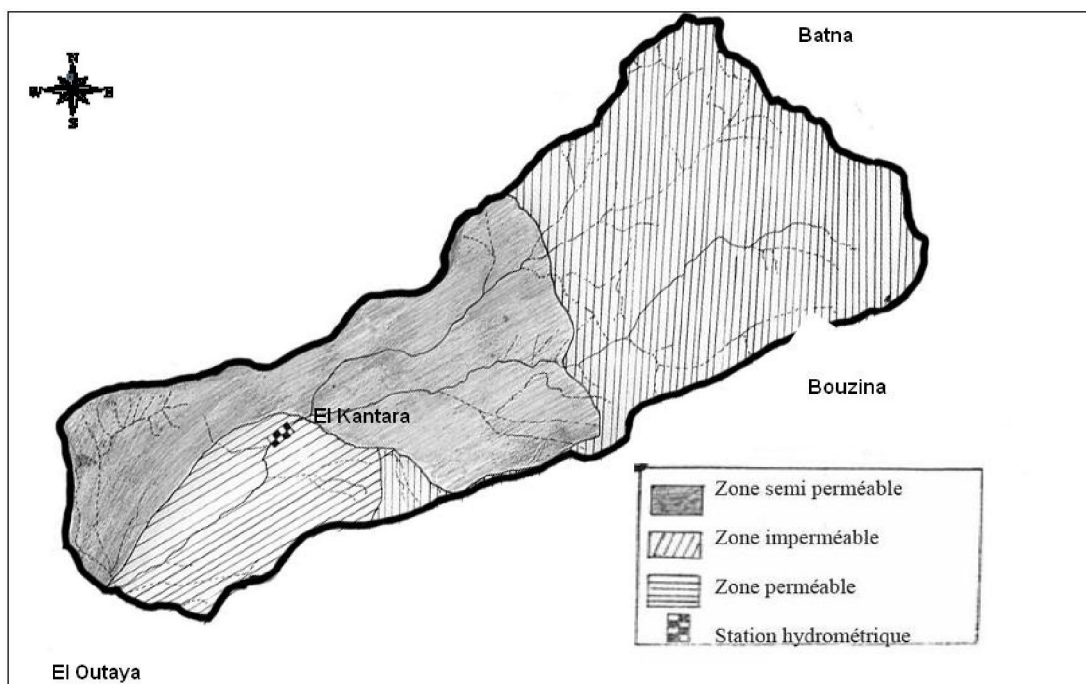 Batna
N
W E
S
Bouzina
El Kantara
Zone semi perméable
Zone imperméable
Zone perméable
Station hydrométrique
El Outaya